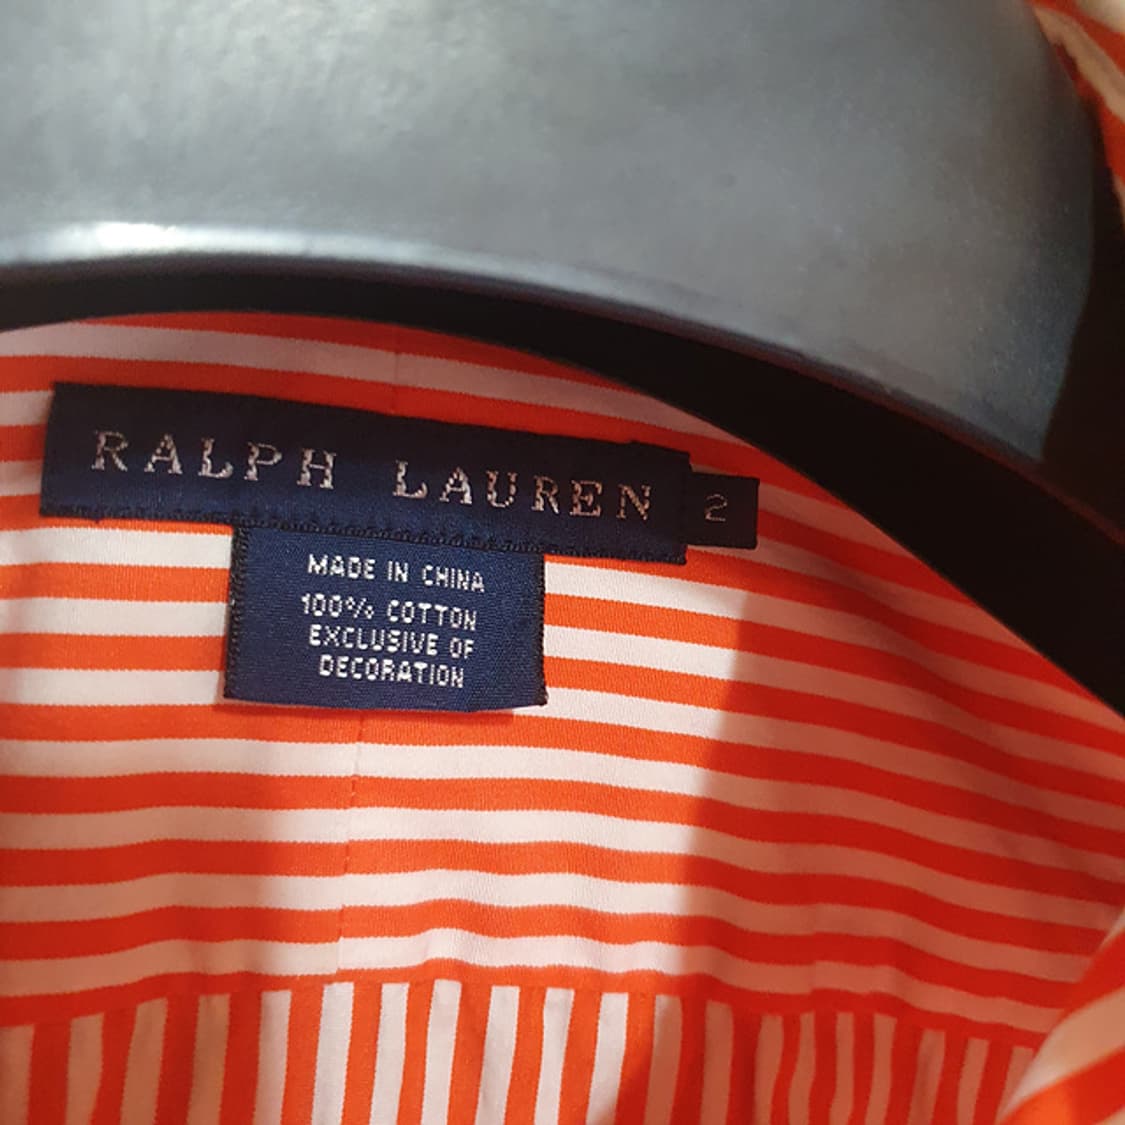 RALPH LAUREN 2
MADE IN CHINA
100% COTTON
EXCLUSIVE OF
DECORATION